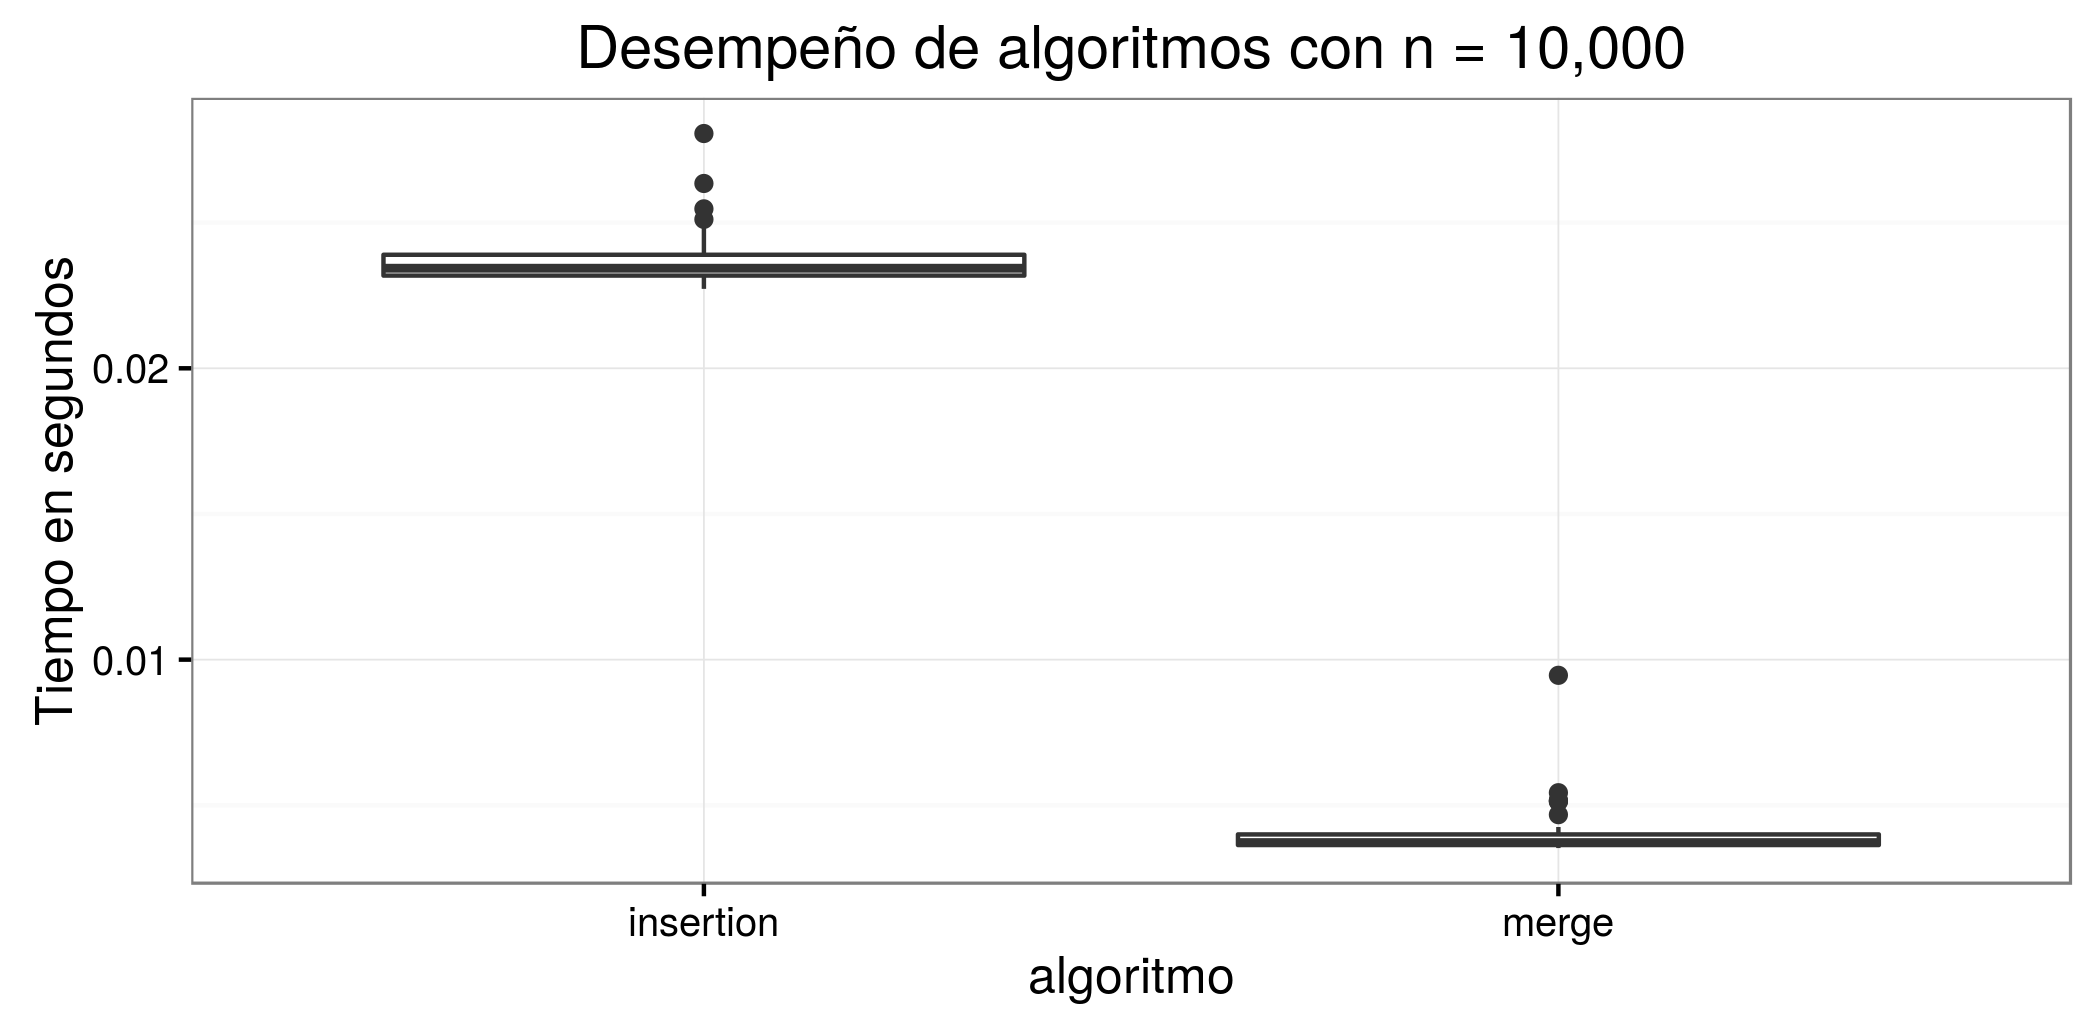 Desempeño de algoritmos con n = 10,000
Tiempo en segundos
0.02
0.01
insertion
merge
algoritmo